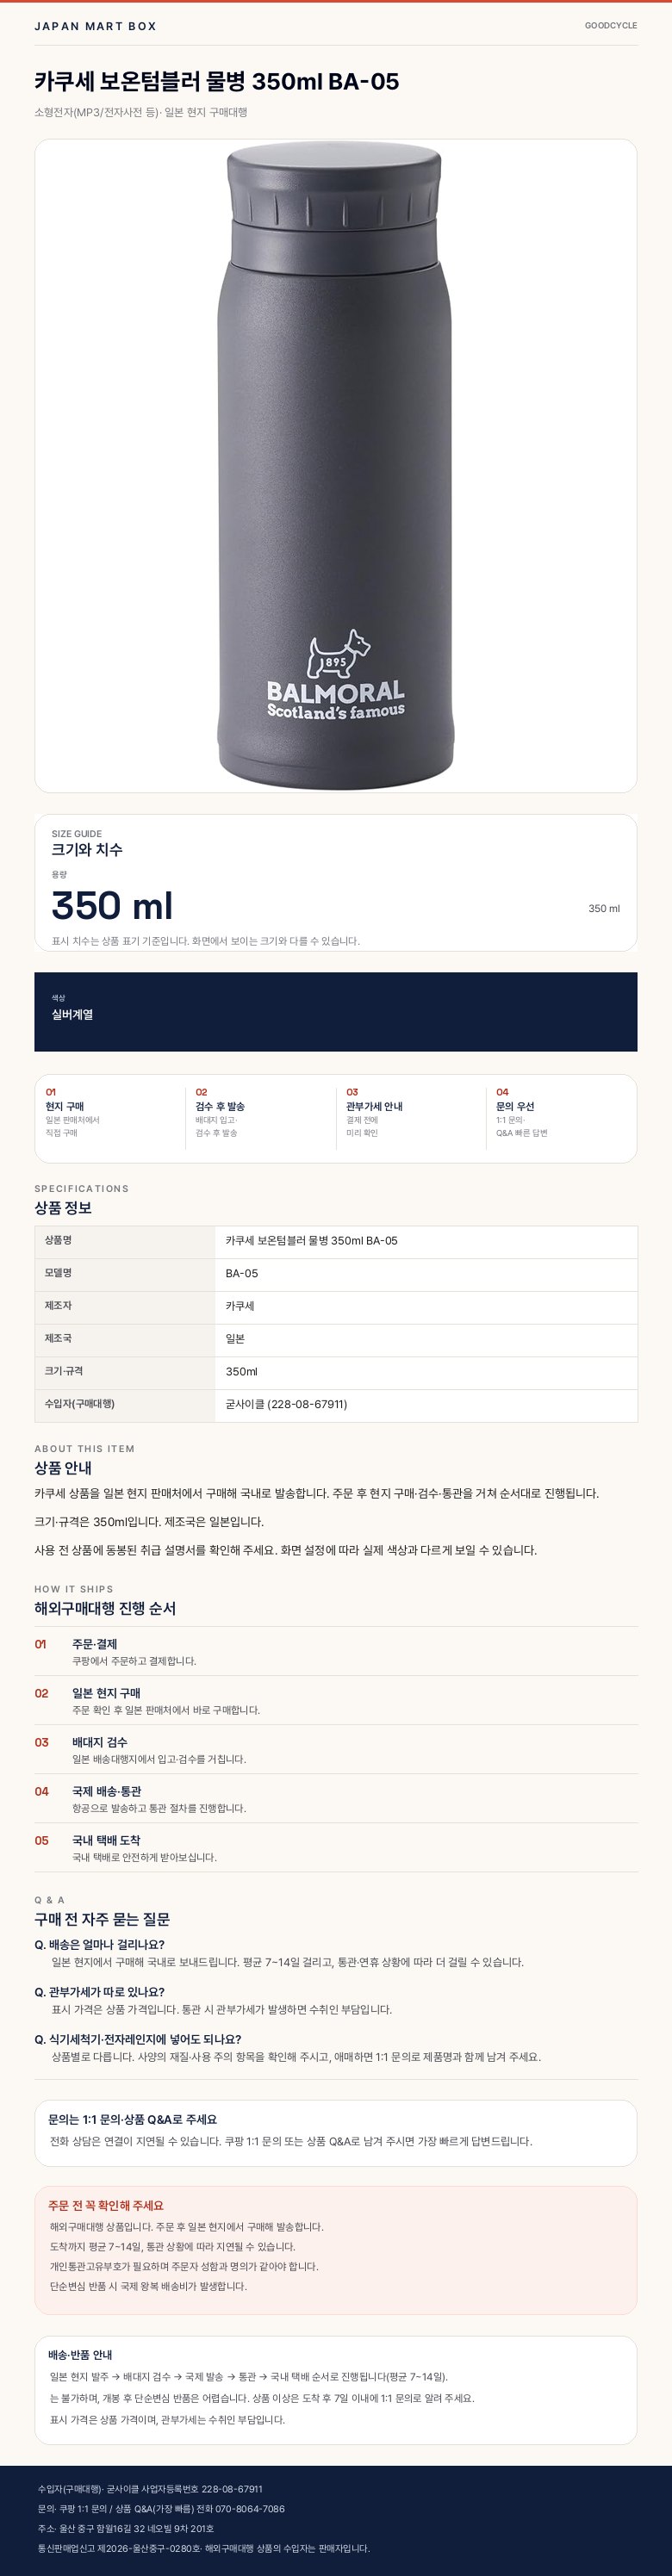 JAPAN MART BOX
GOODCYCLE
카쿠세 보온텀블러 물병 350ml BA-05
소형전자(MP3/전자사전 등)· 일본 현지 구매대행
895
BALMORAL
Scotland's famous
SIZE GUIDE
크기와 치수
용량
350 ml
350 ml
표시 치수는 상품 표기 기준입니다. 화면에서 보이는 크기와 다를 수 있습니다.
색상
실버계열
01
현지 구매
일본 판매처에서
직접 구매
02
검수 후 발송
배대지 입고·
검수 후 발송
03
관부가세 안내
결제 전에
미리 확인
04
문의 우선
1:1 문의·
Q&A 빠른 답변
SPECIFICATIONS
상품 정보
상품명 카쿠세 보온텀블러 물병 350ml BA-05
모델명 BA-05
제조자 카쿠세
제조국 일본
크기·규격 350ml
수입자(구매대행) 굳사이클 (228-08-67911)
ABOUT THIS ITEM
상품 안내
카쿠세 상품을 일본 현지 판매처에서 구매해 국내로 발송합니다. 주문 후 현지 구매·검수·통관을 거쳐 순서대로 진행됩니다.
크기·규격은 350ml입니다. 제조국은 일본입니다.
사용 전 상품에 동봉된 취급 설명서를 확인해 주세요. 화면 설정에 따라 실제 색상과 다르게 보일 수 있습니다.
HOW IT SHIPS
해외구매대행 진행 순서
01 주문·결제
쿠팡에서 주문하고 결제합니다.
02 일본 현지 구매
주문 확인 후 일본 판매처에서 바로 구매합니다.
03 배대지 검수
일본 배송대행지에서 입고·검수를 거칩니다.
04 국제 배송·통관
항공으로 발송하고 통관 절차를 진행합니다.
05 국내 택배 도착
국내 택배로 안전하게 받아보십니다.
Q & A
구매 전 자주 묻는 질문
Q. 배송은 얼마나 걸리나요?
일본 현지에서 구매해 국내로 보내드립니다. 평균 7~14일 걸리고, 통관·연휴 상황에 따라 더 걸릴 수 있습니다.
Q. 관부가세가 따로 있나요?
표시 가격은 상품 가격입니다. 통관 시 관부가세가 발생하면 수취인 부담입니다.
Q. 식기세척기·전자레인지에 넣어도 되나요?
상품별로 다릅니다. 사양의 재질·사용 주의 항목을 확인해 주시고, 애매하면 1:1 문의로 제품명과 함께 남겨 주세요.
문의는 1:1 문의·상품 Q&A로 주세요
전화 상담은 연결이 지연될 수 있습니다. 쿠팡 1:1 문의 또는 상품 Q&A로 남겨 주시면 가장 빠르게 답변드립니다.
주문 전 꼭 확인해 주세요
해외구매대행 상품입니다. 주문 후 일본 현지에서 구매해 발송합니다.
도착까지 평균 7~14일, 통관 상황에 따라 지연될 수 있습니다.
개인통관고유부호가 필요하며 주문자 성함과 명의가 같아야 합니다.
단순변심 반품 시 국제 왕복 배송비가 발생합니다.
배송·반품 안내
일본 현지 발주 → 배대지 검수 → 국제 발송 → 통관 → 국내 택배 순서로 진행됩니다(평균 7~14일).
는 불가하며, 개봉 후 단순변심 반품은 어렵습니다. 상품 이상은 도착 후 7일 이내에 1:1 문의로 알려 주세요.
표시 가격은 상품 가격이며, 관부가세는 수취인 부담입니다.
수입자(구매대행)· 굳사이클 사업자등록번호 228-08-67911
문의· 쿠팡 1:1 문의 / 상품 Q&A(가장 빠름) 전화 070-8064-7086
주소· 울산 중구 함월16길 32 네오빌 9차 201호
통신판매업신고 제2026-울산중구-0280호· 해외구매대행 상품의 수입자는 판매자입니다.